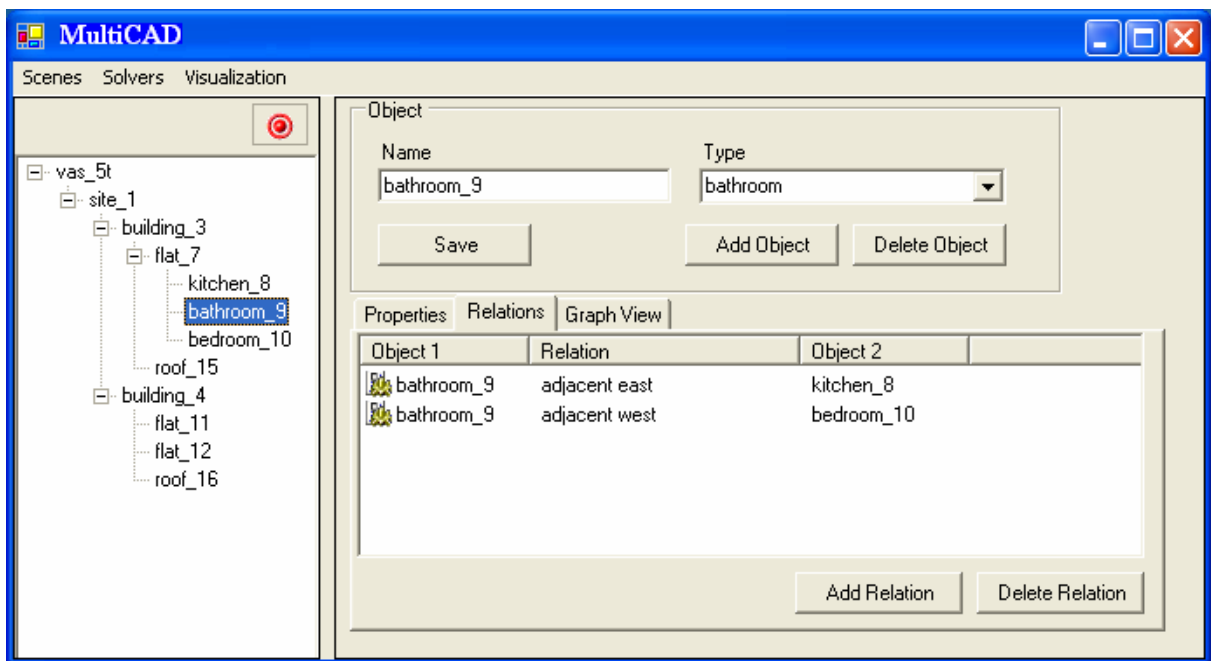 MultiCAD
Scenes Solvers Visualization
vas_5t
site_1
building_3
flat_7
kitchen_8
bathroom_9
bedroom_10
roof_15
building_4
flat_11
flat_12
roof_16
Object
Name Type
bathroom_9 bathroom
Save Add Object Delete Object
Properties Relations Graph View
Object 1 Relation Object 2
bathroom_9 adjacent east kitchen_8
bathroom_9 adjacent west bedroom_10
Add Relation Delete Relation